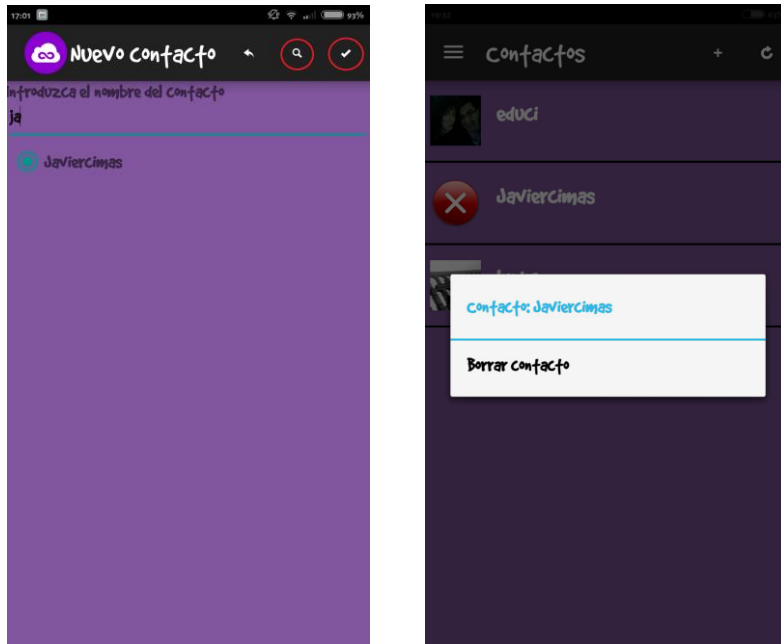 17:01
93%
Nuevo contacto
Introduzca el nombre del contacto
ja
Javiercimas
Contactos
+
educi
Javiercimas
Contacto: Javiercimas
Borrar contacto